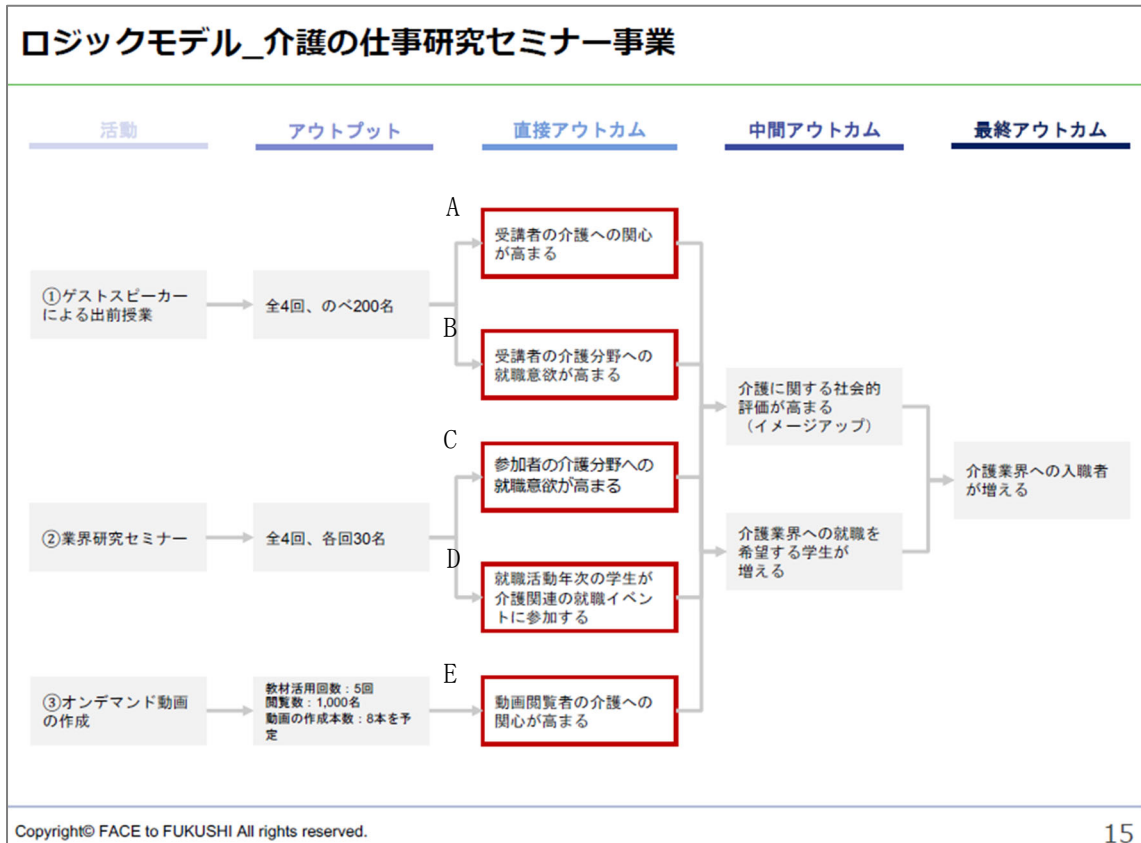 ロジックモデル_介護の仕事研究セミナー事業
活動
アウトプット
直接アウトカム
中間アウトカム
最終アウトカム
①ゲストスピーカー
による出前授業
全4回、のべ200名
A
受講者の介護への関心
が高まる
B
受講者の介護分野への
就職意欲が高まる
②業界研究セミナー
全4回、各回30名
C
参加者の介護分野への
就職意欲が高まる
D
就職活動年次の学生が
介護関連の就職イベン
トに参加する
③オンデマンド動画
の作成
教材活用回数：5回
閲覧数：1,000名
動画の作成本数：8本を予
定
E
動画閲覧者の介護への
関心が高まる
介護に関する社会的
評価が高まる
（イメージアップ）
介護業界への就職を
希望する学生が
増える
介護業界への入職者
が増える
Copyright© FACE to FUKUSHI All rights reserved.
15